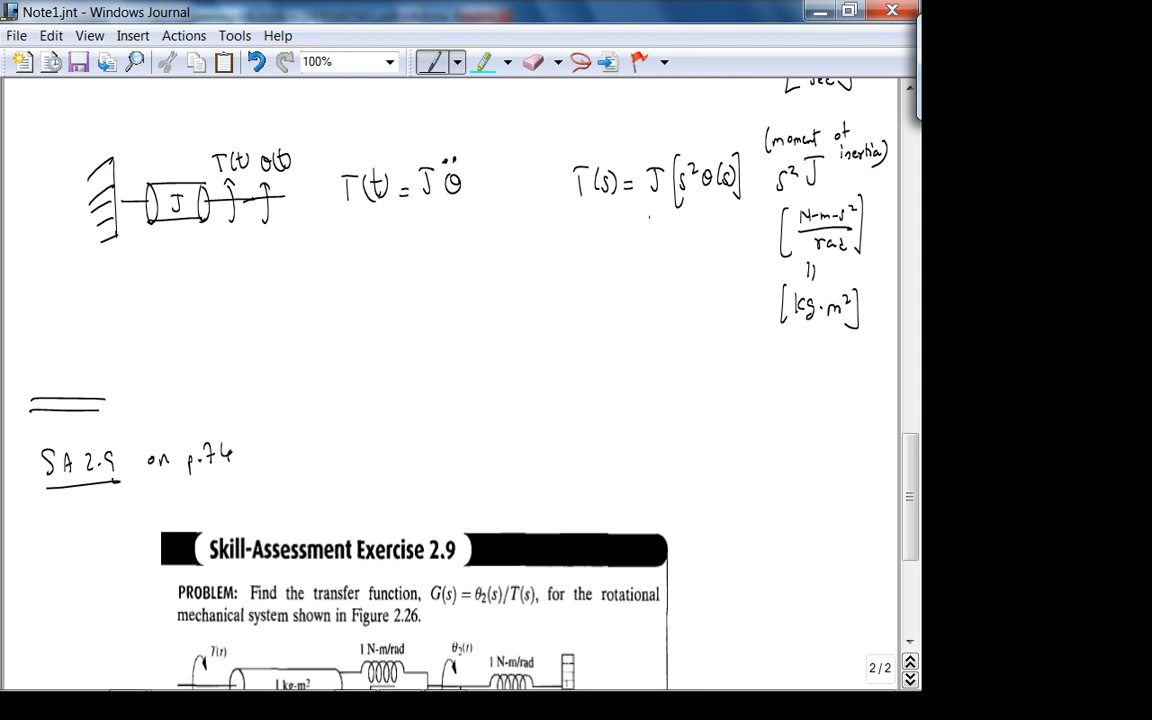 Note1.jnt - Windows Journal
File Edit View Insert Actions Tools Help
100%
(moment of inertia)
T(t) θ(t)
J
T(t) = J θ̈
T(s) = J [s²θ(s)]
s² J
[N-m-s²/rad]
[kg·m²]
SA 2.9 on p.76
Skill-Assessment Exercise 2.9
PROBLEM: Find the transfer function, G(s) = θ₂(s)/T(s), for the rotational
mechanical system shown in Figure 2.26.
T(t)
1 N-m/rad
θ₂(t)
1 N-m/rad
1 kg-m²
2/2